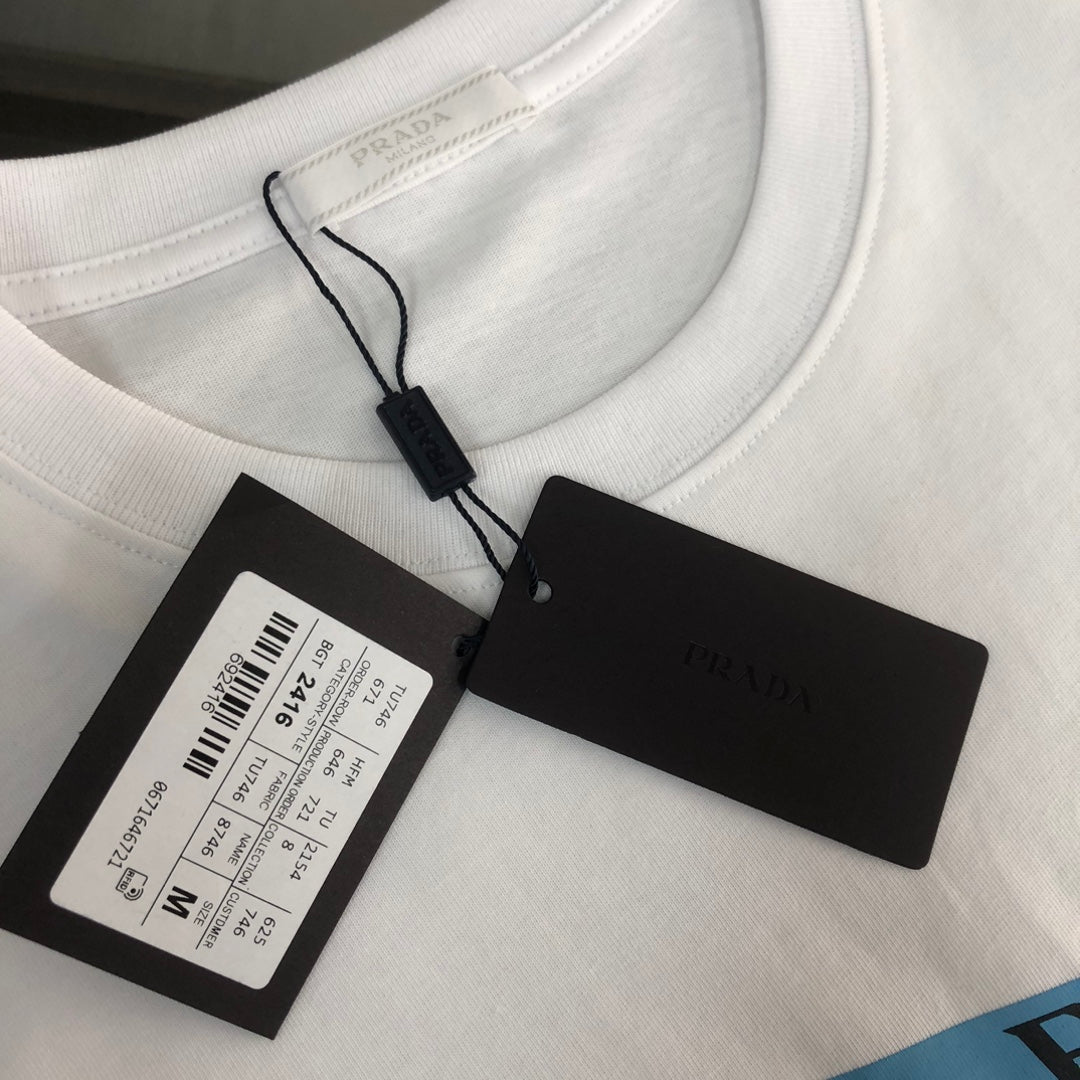 PRADA
MILANO
PRADA
PRADA
TU746 HFM TU 2154 625
671 646 721 8 746
ORDER-ROW PRODUCTION ORDER COLLECTION CUSTDMER
CATEGORY-STYLE FABRIC NAME SIZE
BGT 2416 TU746 8746 M
692416
0671646721
RFID